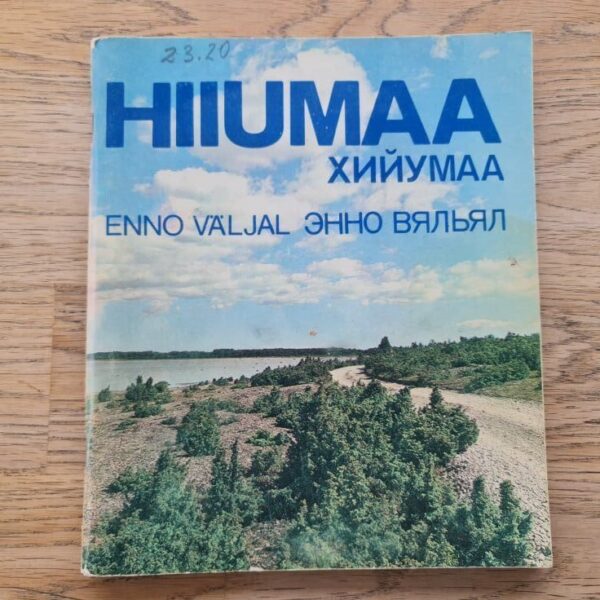 23.20
HIIUMAA
ХИЙУМАА
ENNO VÄLJAL ЭННО ВЯЛЬЯЛ